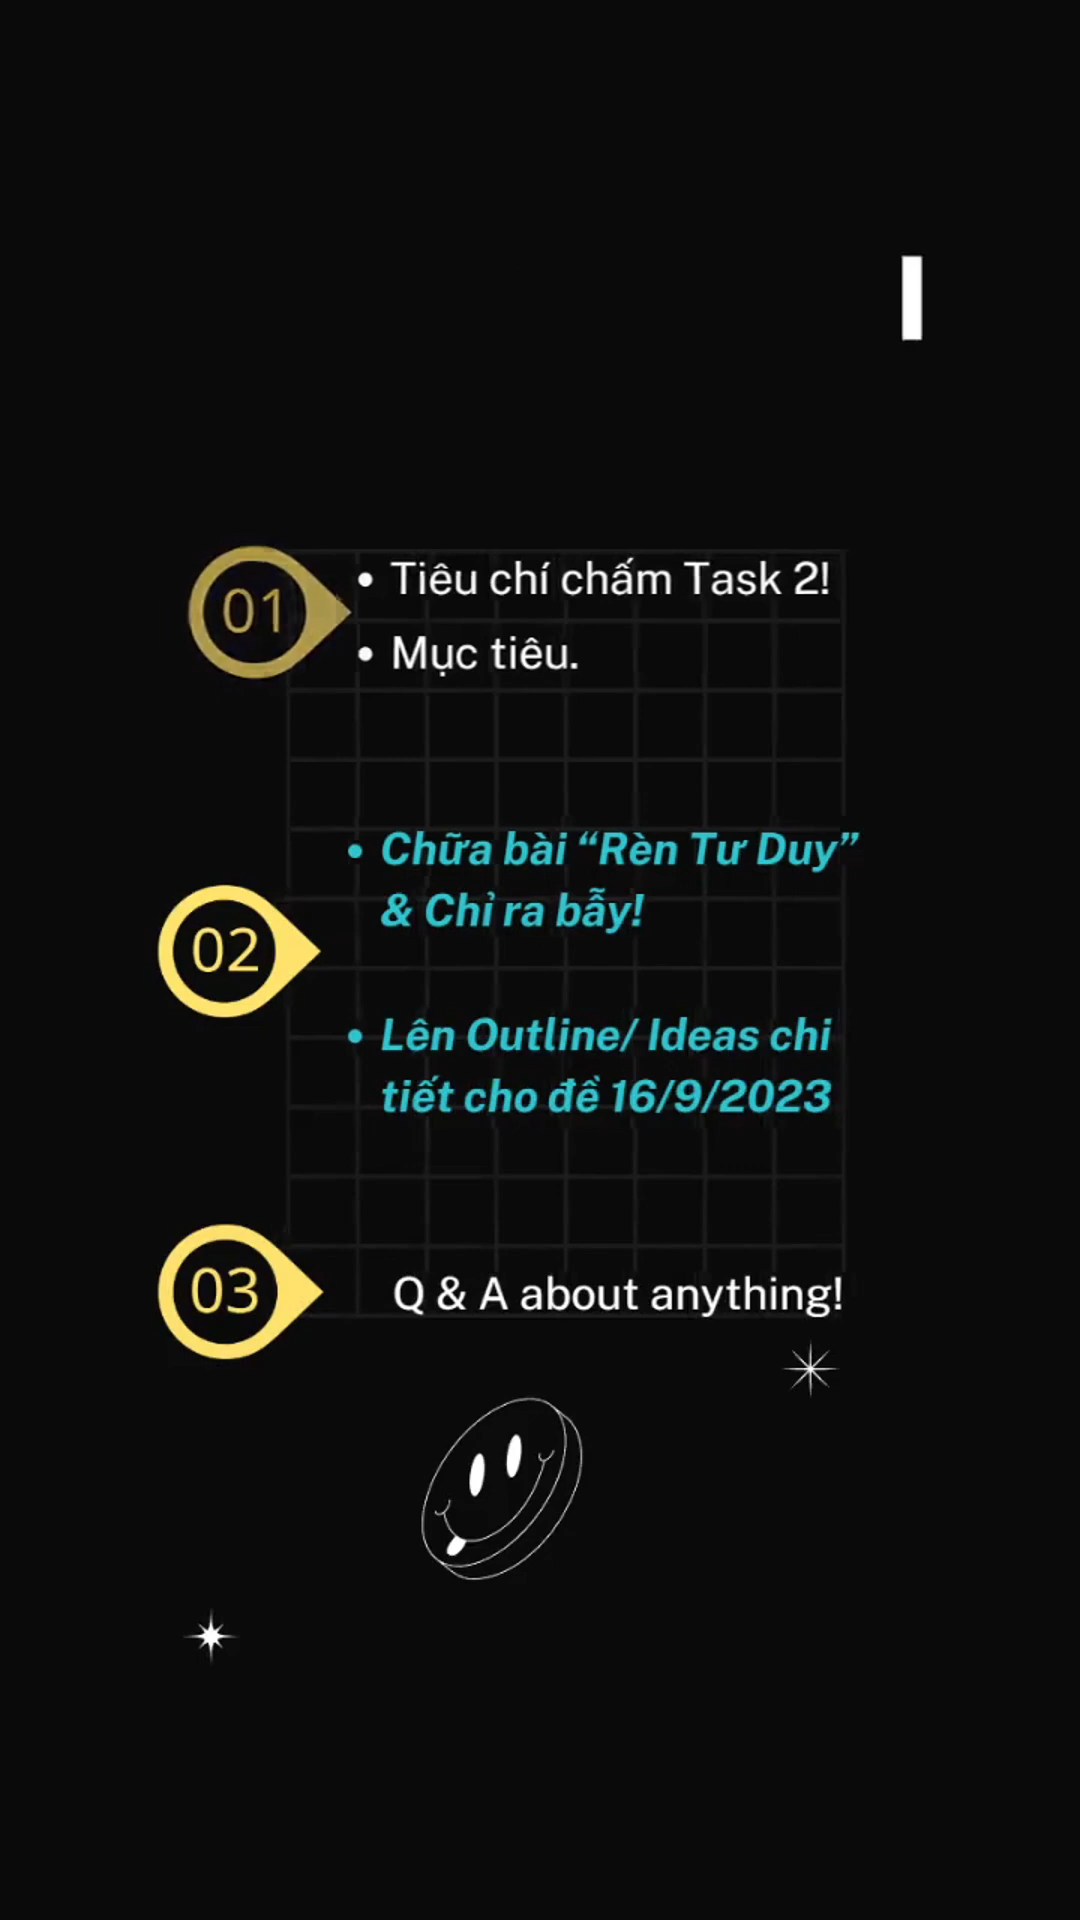 I
01
• Tiêu chí chấm Task 2!
• Mục tiêu.
02
• Chữa bài “Rèn Tư Duy”
& Chỉ ra bẫy!
• Lên Outline/ Ideas chi
tiết cho đề 16/9/2023
03
Q & A about anything!